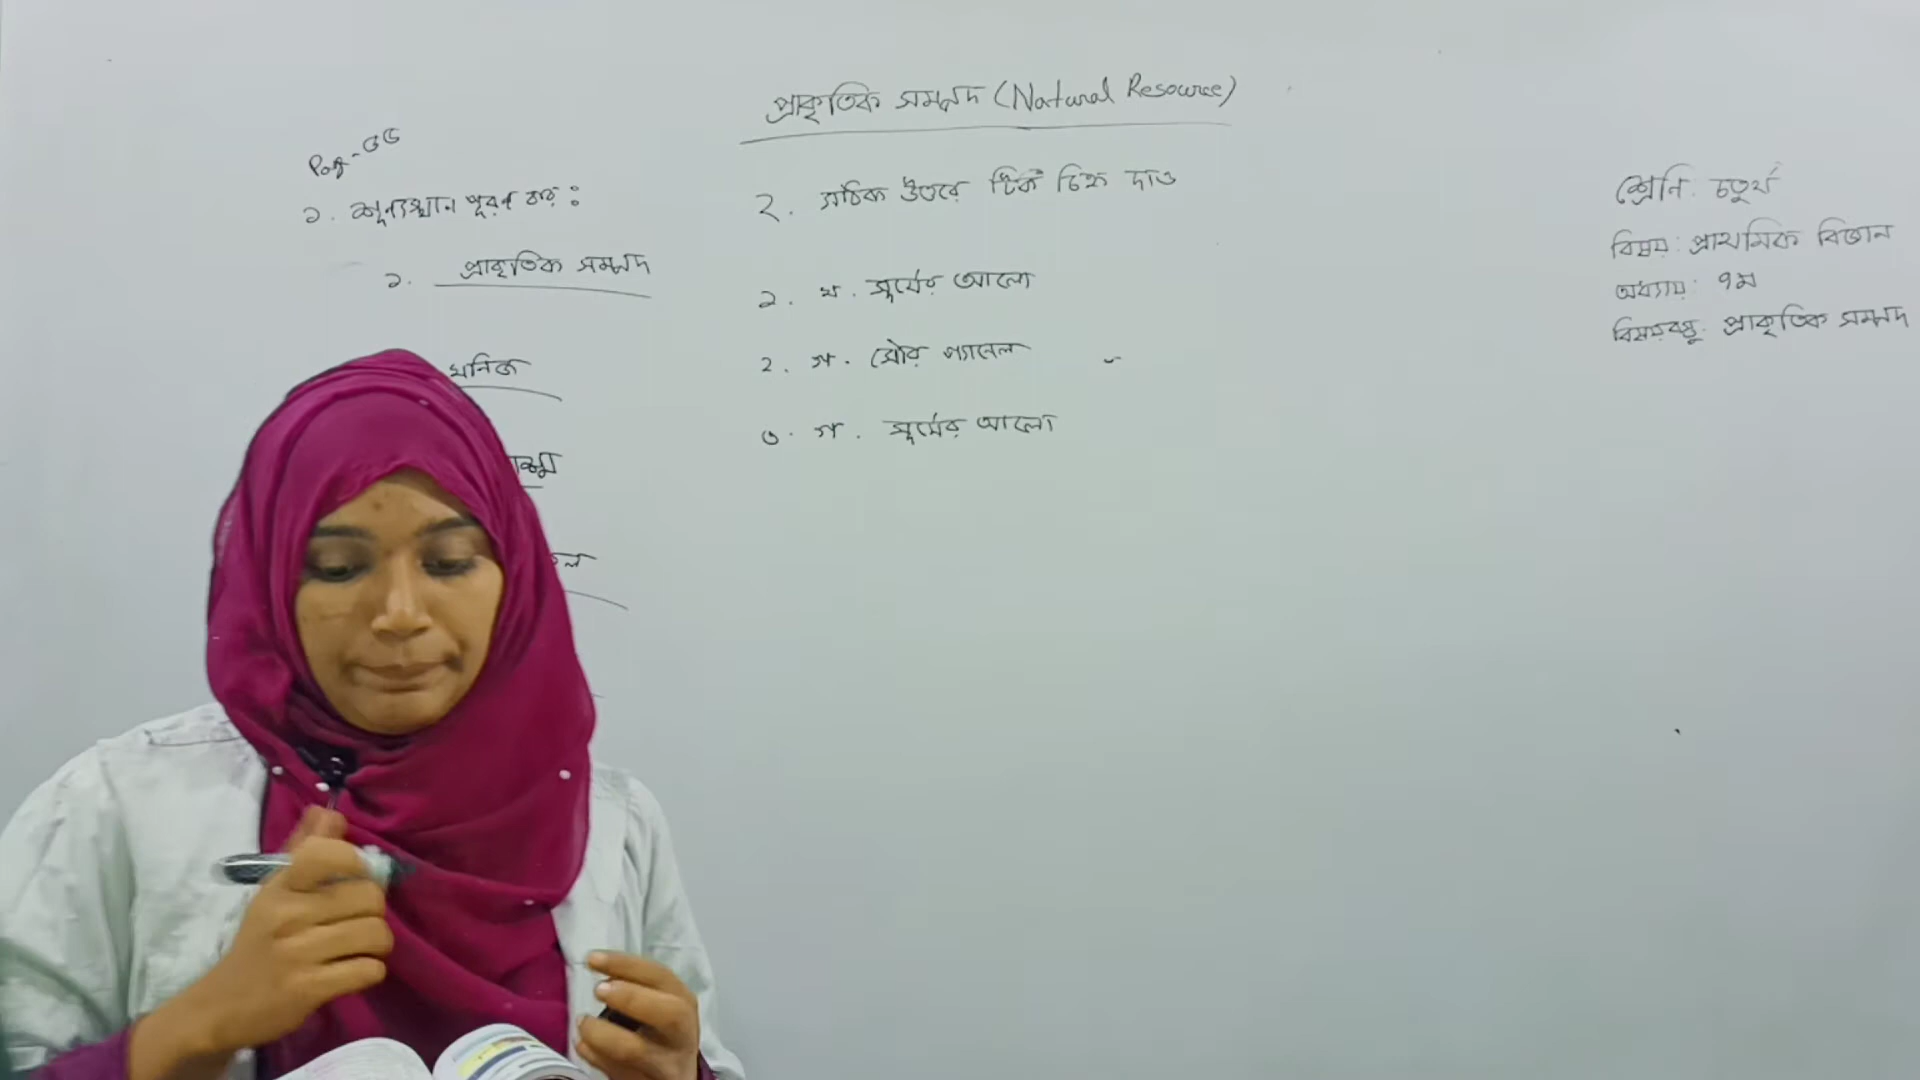 প্রাকৃতিক সম্পদ (Natural Resource)
Page-৫৫
১. শূন্যস্থান পূরণ কর :
১. প্রাকৃতিক সম্পদ
খনিজ
২. সঠিক উত্তরে টিক চিহ্ন দাও
১. খ. সূর্যের আলো
২. গ. সৌর প্যানেল
৩. গ. সূর্যের আলো
শ্রেণি: চতুর্থ
বিষয়: প্রাথমিক বিজ্ঞান
অধ্যায়: ৭ম
বিষয়বস্তু: প্রাকৃতিক সম্পদ